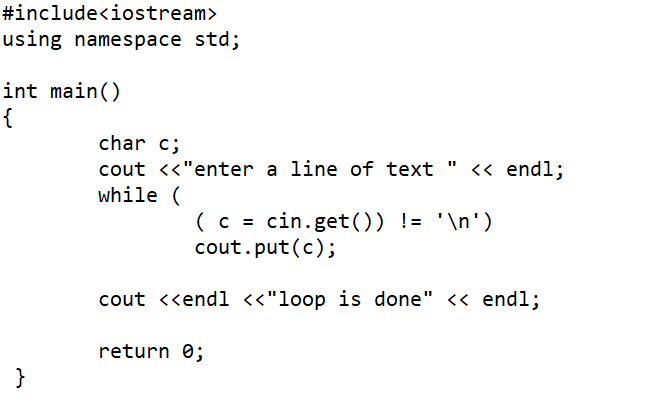 #include<iostream>
using namespace std;
int main()
{
char c;
cout <<"enter a line of text " << endl;
while (
( c = cin.get()) != '\n')
cout.put(c);
cout <<endl <<"loop is done" << endl;
return 0;
}